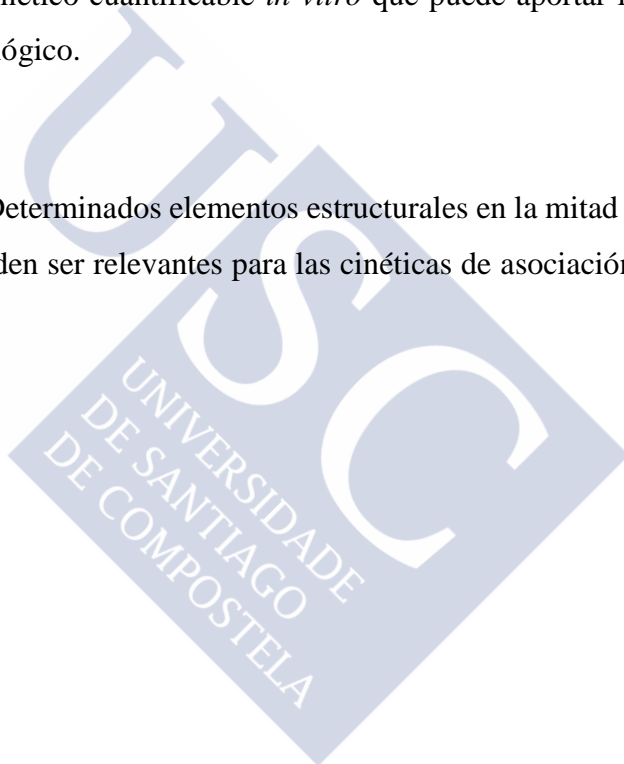 cuantificable in vitro que puede aportar
lógico.
Determinados elementos estructurales en la mitad
den ser relevantes para las cinéticas de asociación
USC
UNIVERSIDADE
DE SANTIAGO
DE COMPOSTELA